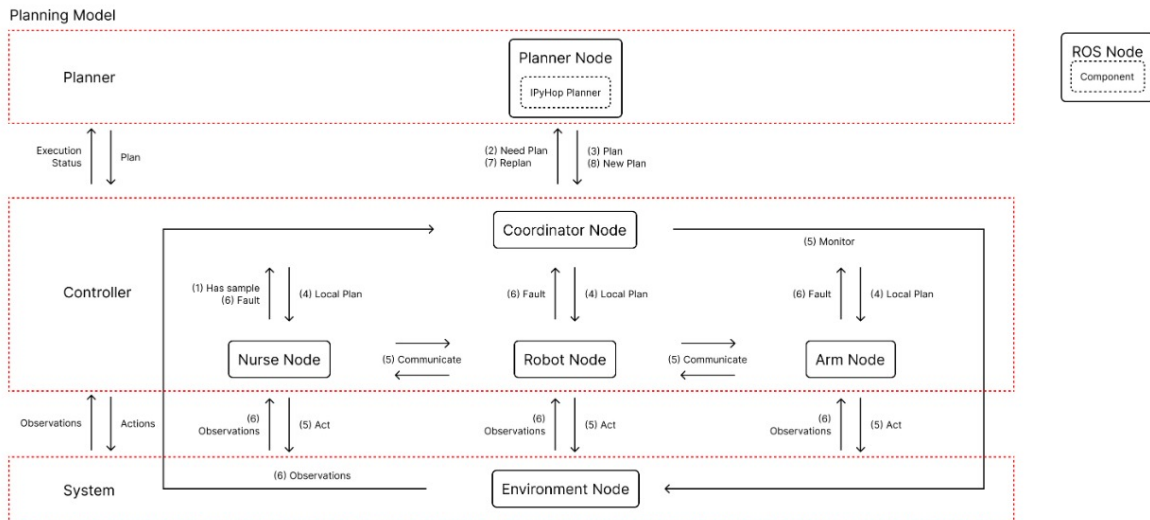 Planning Model
Planner
Planner Node
IPyHop Planner
ROS Node
Component
Execution
Status
Plan
(2) Need Plan
(7) Replan
(3) Plan
(8) New Plan
Controller
Coordinator Node
(5) Monitor
(1) Has sample
(6) Fault
(4) Local Plan
(6) Fault
(4) Local Plan
(6) Fault
(4) Local Plan
Nurse Node
(5) Communicate
Robot Node
(5) Communicate
Arm Node
Observations
Actions
(6)
Observations
(5) Act
(6)
Observations
(5) Act
(6)
Observations
(5) Act
System
(6) Observations
Environment Node